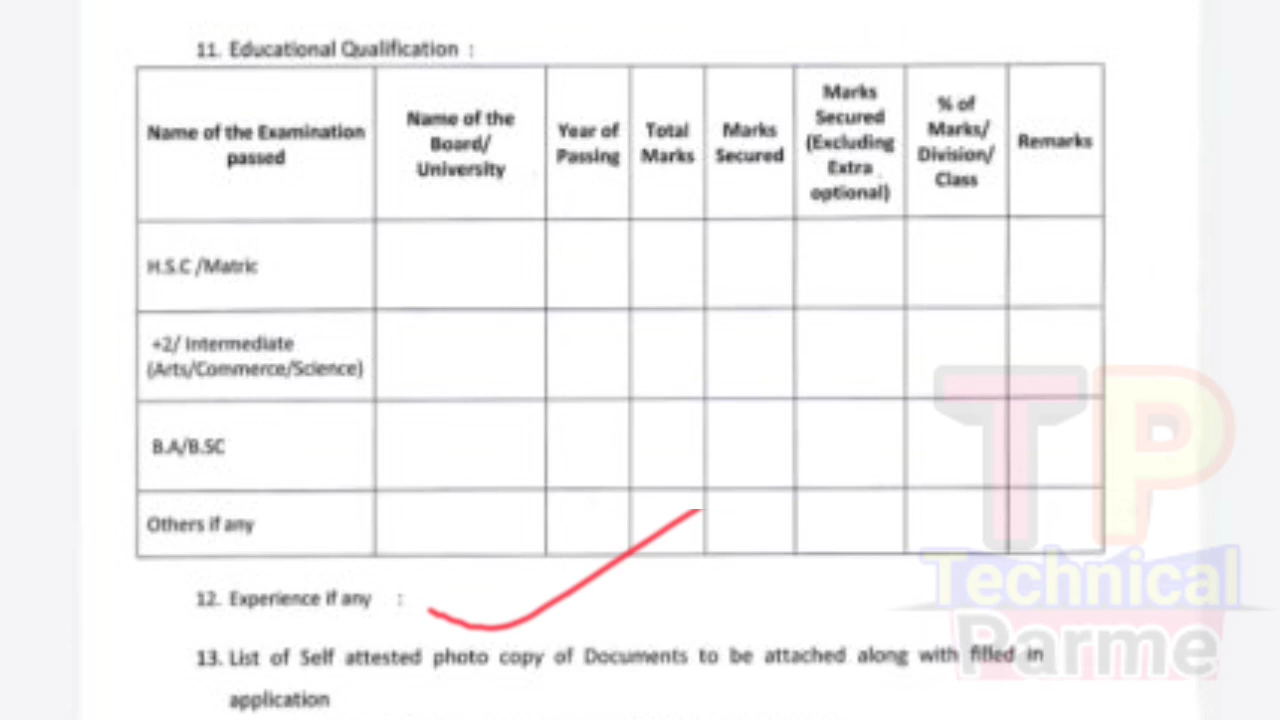 11. Educational Qualification :
Name of the Examination
passed
Name of the
Board/
University
Year of
Passing
Total
Marks
Marks
Secured
Marks
Secured
(Excluding
Extra
optional)
% of
Marks/
Division/
Class
Remarks
H.S.C /Matric
+2/ Intermediate
(Arts/Commerce/Science)
B.A/B.SC
Others if any
12. Experience if any :
13. List of Self attested photo copy of Documents to be attached along with filled in
application
TP
Technical
Parme